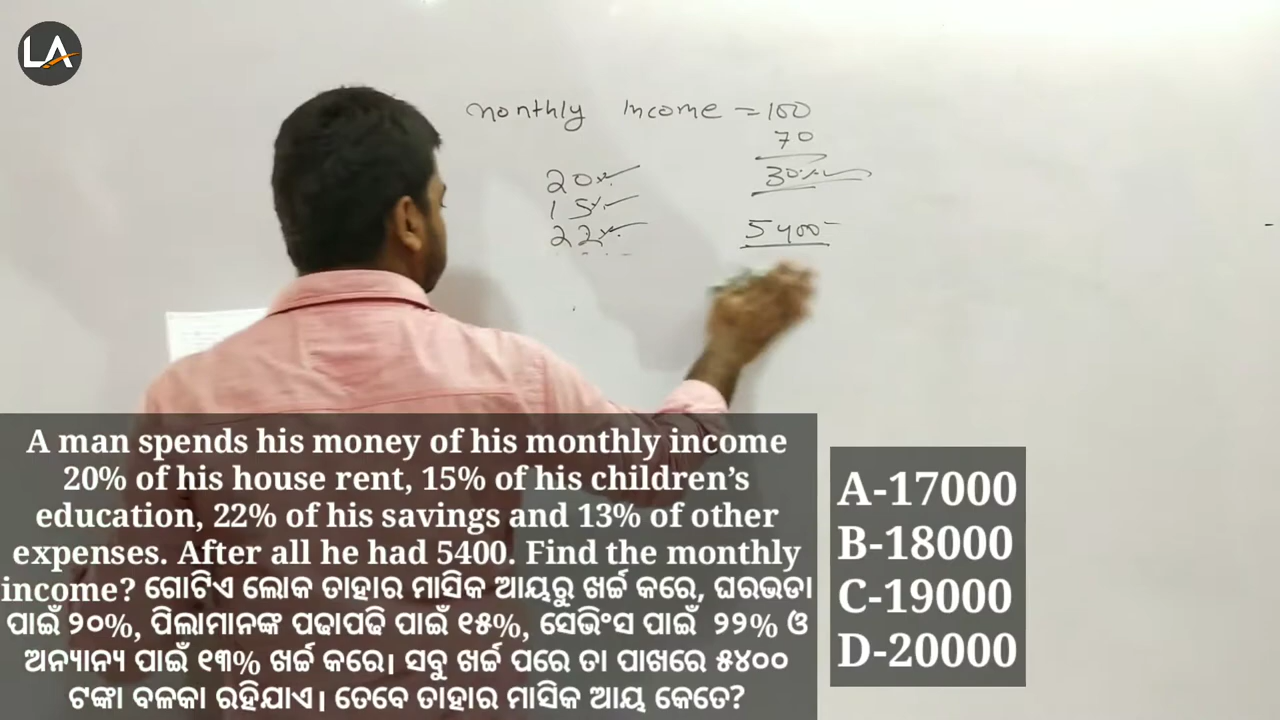 LA
monthly income = 100
70
20%
30%
15%
22%
5400
A man spends his money of his monthly income
20% of his house rent, 15% of his children’s
education, 22% of his savings and 13% of other
expenses. After all he had 5400. Find the monthly
income? ଗୋଟିଏ ଲୋକ ତାହାର ମାସିକ ଆୟରୁ ଖର୍ଚ୍ଚ କରେ, ଘରଭଡା
ପାଇଁ ୨୦%, ପିଲାମାନଙ୍କ ପଢାପଢି ପାଇଁ ୧୫%, ସେଭିଂସ ପାଇଁ ୨୨% ଓ
ଅନ୍ୟାନ୍ୟ ପାଇଁ ୧୩% ଖର୍ଚ୍ଚ କରେ। ସବୁ ଖର୍ଚ୍ଚ ପରେ ତା ପାଖରେ ୫୪୦୦
ଟଙ୍କା ବଳକା ରହିଯାଏ। ତେବେ ତାହାର ମାସିକ ଆୟ କେତେ?
A-17000
B-18000
C-19000
D-20000